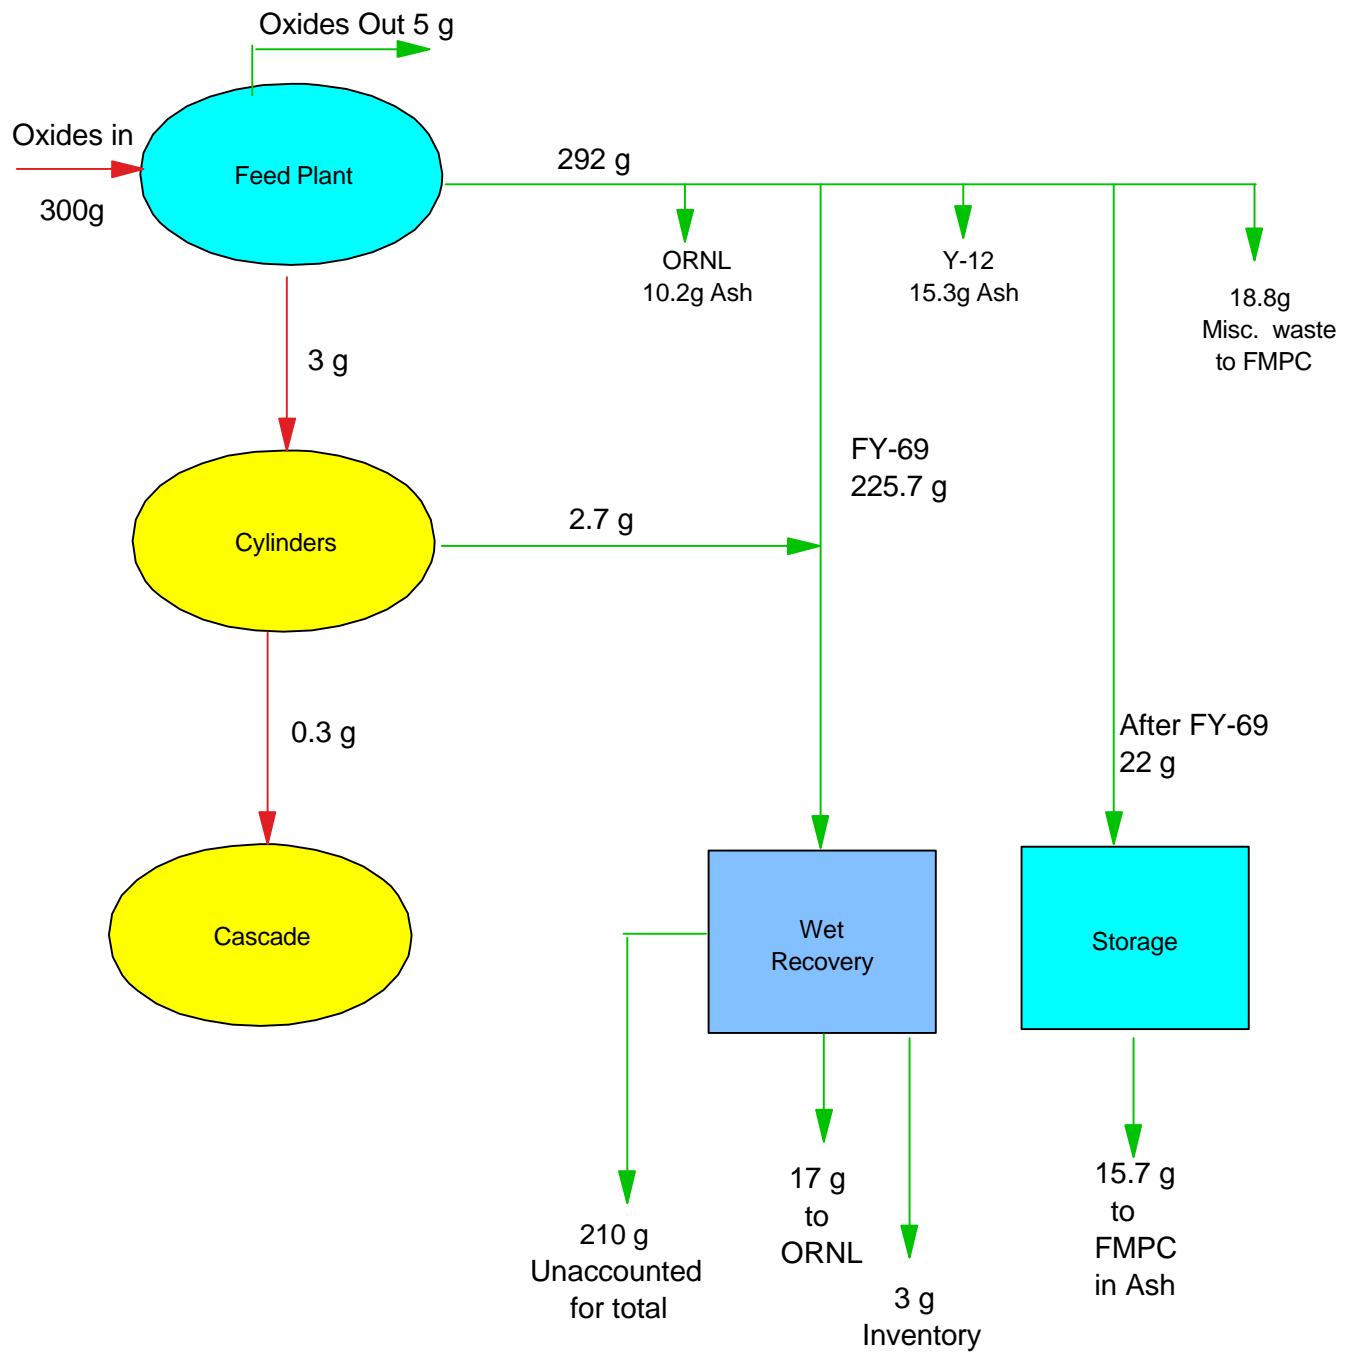 Oxides Out 5 g
Oxides in
300g
Feed Plant
292 g
ORNL
10.2g Ash
Y-12
15.3g Ash
18.8g
Misc. waste
to FMPC
3 g
FY-69
225.7 g
Cylinders
2.7 g
0.3 g
After FY-69
22 g
Cascade
Wet
Recovery
Storage
210 g
Unaccounted
for total
17 g
to
ORNL
3 g
Inventory
15.7 g
to
FMPC
in Ash